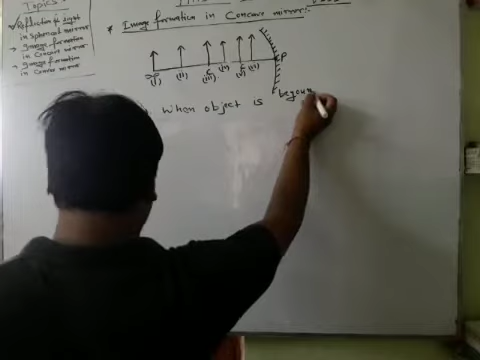 Topics
* Reflection of light
in Spherical mirror
→ Image formation
in Concave mirror
→ Image formation
in Convex mirror
* Image formation in Concave mirror:-
P
(i)
(ii)
C
(iii)
(iv)
F
(v)
(vi)
When object is beyon